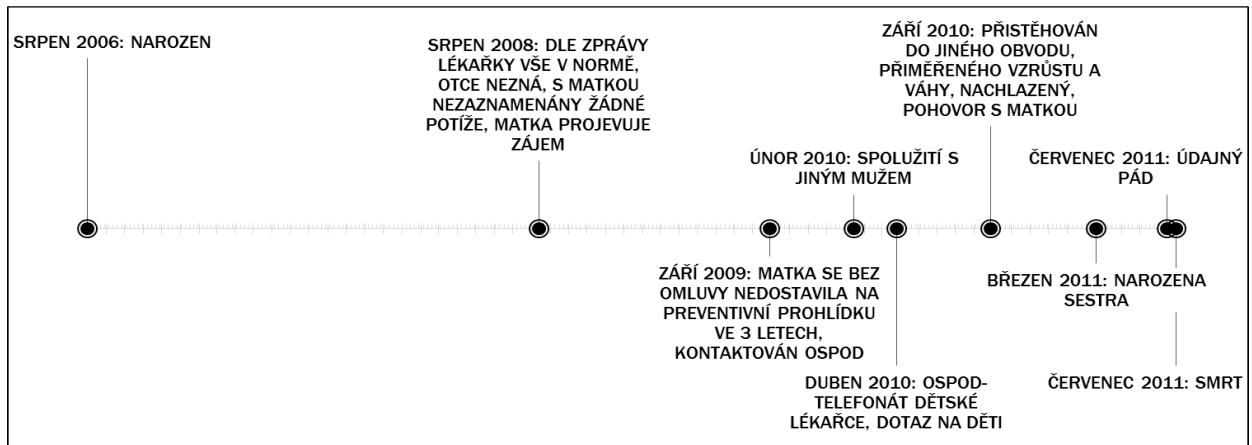 SRPEN 2006: NAROZEN
SRPEN 2008: DLE ZPRÁVY
LÉKAŘKY VŠE V NORMĚ,
OTCE NEZNÁ, S MATKOU
NEZAZNAMENÁNY ŽÁDNÉ
POTÍŽE, MATKA PROJEVUJE
ZÁJEM
ZÁŘÍ 2009: MATKA SE BEZ
OMLUVY NEDOSTAVILA NA
PREVENTIVNÍ PROHLÍDKU
VE 3 LETECH,
KONTAKTOVÁN OSPOD
ÚNOR 2010: SPOLUŽITÍ S
JINÝM MUŽEM
DUBEN 2010: OSPOD-
TELEFONÁT DĚTSKÉ
LÉKAŘCE, DOTAZ NA DĚTI
ZÁŘÍ 2010: PŘISTĚHOVÁN
DO JINÉHO OBVODU,
PŘIMĚŘENÉHO VZRŮSTU A
VÁHY, NACHLAZENÝ,
POHOVOR S MATKOU
BŘEZEN 2011: NAROZENA
SESTRA
ČERVENEC 2011: ÚDAJNÝ
PÁD
ČERVENEC 2011: SMRT